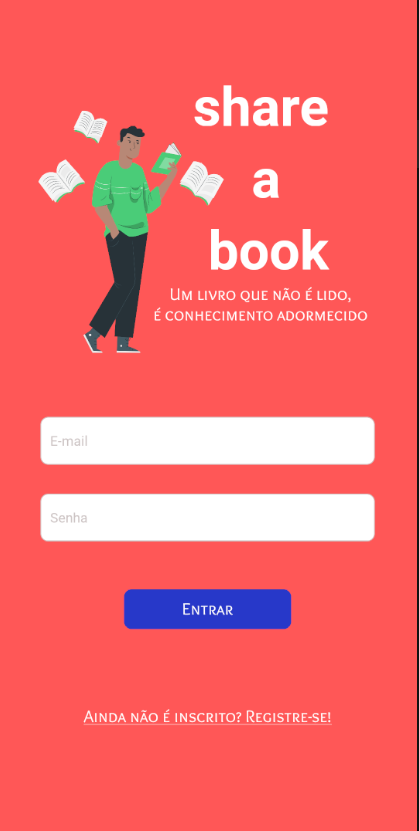 share
a
book
Um livro que não é lido,
é conhecimento adormecido
E-mail
Senha
Entrar
Ainda não é inscrito? Registre-se!